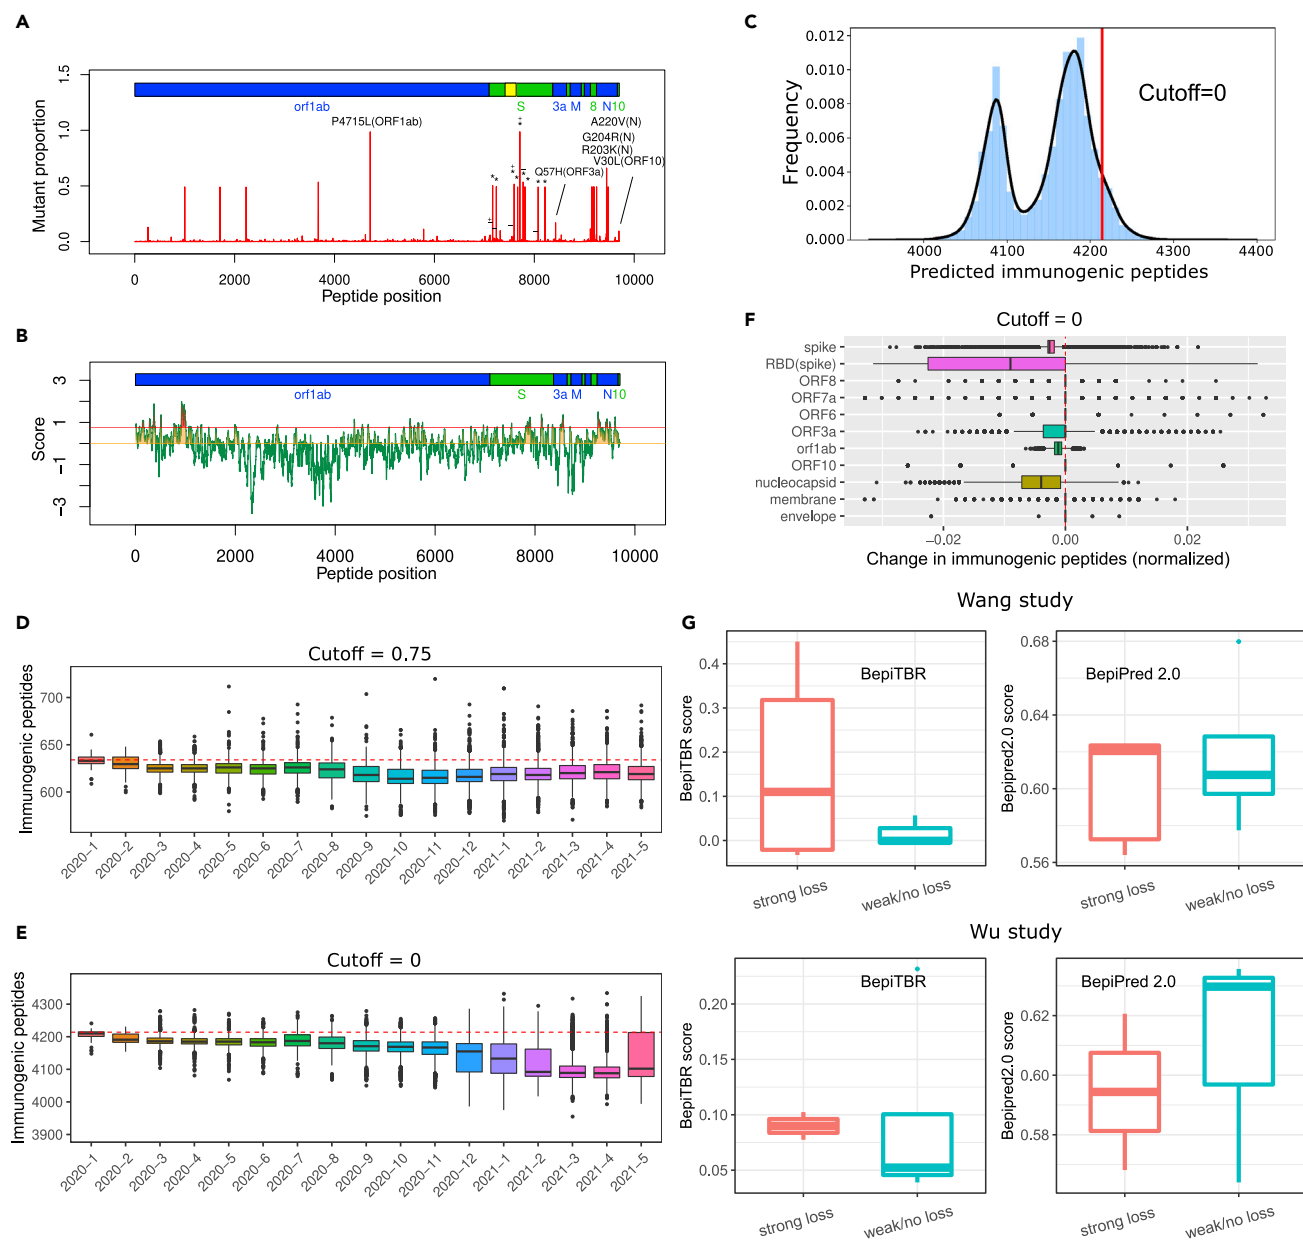 A
1.5
1.0
0.5
0.0
Mutant proportion
orf1ab
S
3a M
8
N10
P4715L(ORF1ab)
A220V(N)
G204R(N)
R203K(N)
V30L(ORF10)
Q57H(ORF3a)
0 2000 4000 6000 8000 10000
Peptide position
B
3
1
−1
−3
Score
orf1ab
S
3a M
N10
0 2000 4000 6000 8000 10000
Peptide position
C
0.012
0.010
0.008
0.006
0.004
0.002
0.000
Frequency
Cutoff=0
4000 4100 4200 4300 4400
Predicted immunogenic peptides
F
Cutoff = 0
spike
RBD(spike)
ORF8
ORF7a
ORF6
ORF3a
orf1ab
ORF10
nucleocapsid
membrane
envelope
−0.02 0.00 0.02
Change in immunogenic peptides (normalized)
D
Cutoff = 0.75
700
650
600
Immunogenic peptides
2020−1 2020−2 2020−3 2020−4 2020−5 2020−6 2020−7 2020−8 2020−9 2020−10 2020−11 2020−12 2021−1 2021−2 2021−3 2021−4 2021−5
E
Cutoff = 0
4300
4200
4100
4000
3900
Immunogenic peptides
2020−1 2020−2 2020−3 2020−4 2020−5 2020−6 2020−7 2020−8 2020−9 2020−10 2020−11 2020−12 2021−1 2021−2 2021−3 2021−4 2021−5
G
Wang study
0.4
0.3
0.2
0.1
0.0
BepiTBR score
BepiTBR
strong loss weak/no loss
0.68
0.64
0.60
0.56
Bepipred2.0 score
BepiPred 2.0
strong loss weak/no loss
Wu study
0.20
0.15
0.10
0.05
BepiTBR score
BepiTBR
strong loss weak/no loss
0.62
0.60
0.58
Bepipred2.0 score
BepiPred 2.0
strong loss weak/no loss